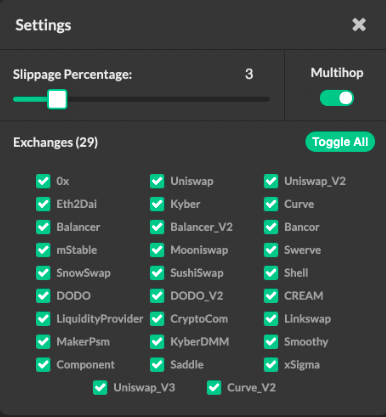 Settings
Slippage Percentage: 3 Multihop
Exchanges (29) Toggle All
0x Uniswap Uniswap_V2
Eth2Dai Kyber Curve
Balancer Balancer_V2 Bancor
mStable Mooniswap Swerve
SnowSwap SushiSwap Shell
DODO DODO_V2 CREAM
LiquidityProvider CryptoCom Linkswap
MakerPsm KyberDMM Smoothy
Component Saddle xSigma
Uniswap_V3 Curve_V2